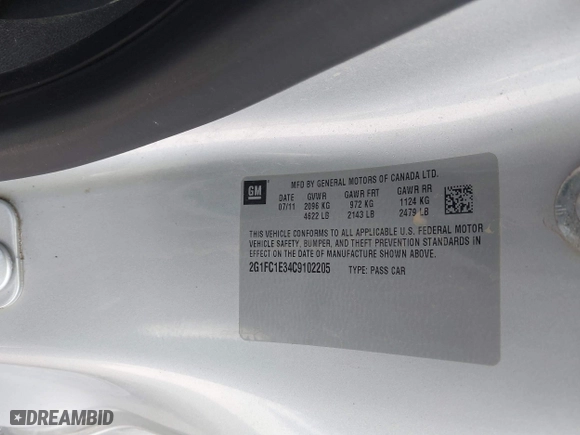 GM
MFD BY GENERAL MOTORS OF CANADA LTD.
DATE GVWR GAWR FRT GAWR RR
07/11 2096 KG 972 KG 1124 KG
4622 LB 2143 LB 2479 LB
THIS VEHICLE CONFORMS TO ALL APPLICABLE U.S. FEDERAL MOTOR
VEHICLE SAFETY, BUMPER, AND THEFT PREVENTION STANDARDS IN
EFFECT ON THE DATE OF MANUFACTURE SHOWN ABOVE.
2G1FC1E34C9102205 TYPE: PASS CAR
DREAMBID